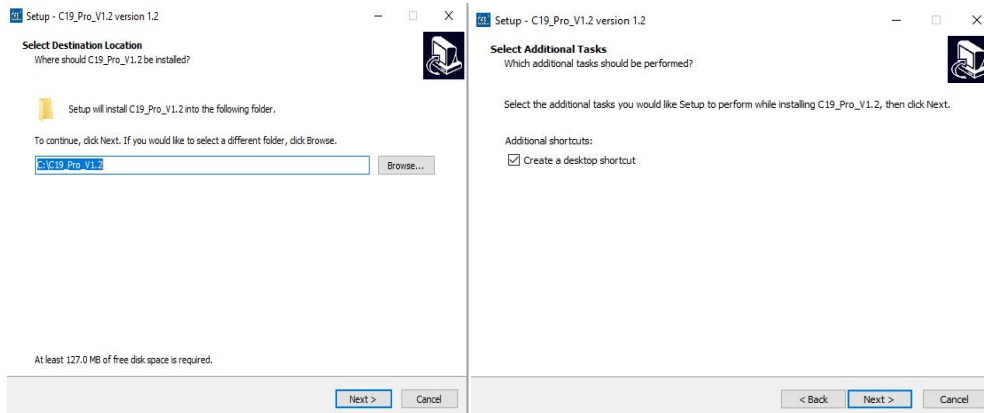 Setup - C19_Pro_V1.2 version 1.2
Select Destination Location
Where should C19_Pro_V1.2 be installed?
Setup will install C19_Pro_V1.2 into the following folder.
To continue, click Next. If you would like to select a different folder, click Browse.
C:\C19_Pro_V1.2
Browse...
At least 127.0 MB of free disk space is required.
Next >
Cancel
Setup - C19_Pro_V1.2 version 1.2
Select Additional Tasks
Which additional tasks should be performed?
Select the additional tasks you would like Setup to perform while installing C19_Pro_V1.2, then click Next.
Additional shortcuts:
Create a desktop shortcut
< Back
Next >
Cancel